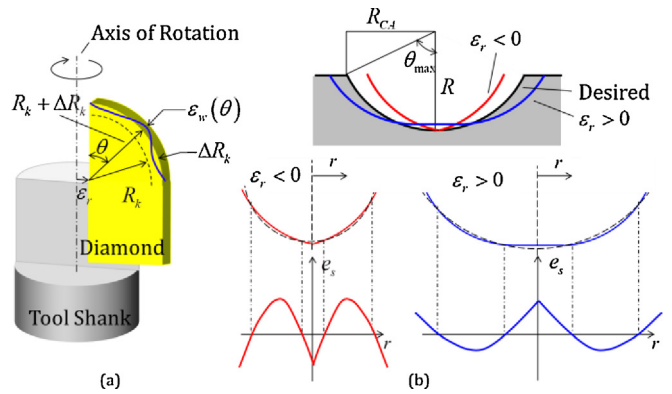 (a)
Axis of Rotation
R_k + ΔR_k
ε_w(θ)
θ
ΔR_k
ε_r
R_k
Diamond
Tool Shank
R_CA
ε_r < 0
θ_max
R
Desired
ε_r > 0
ε_r < 0
r
ε_r > 0
r
e_s
e_s
r
r
(a)
(b)